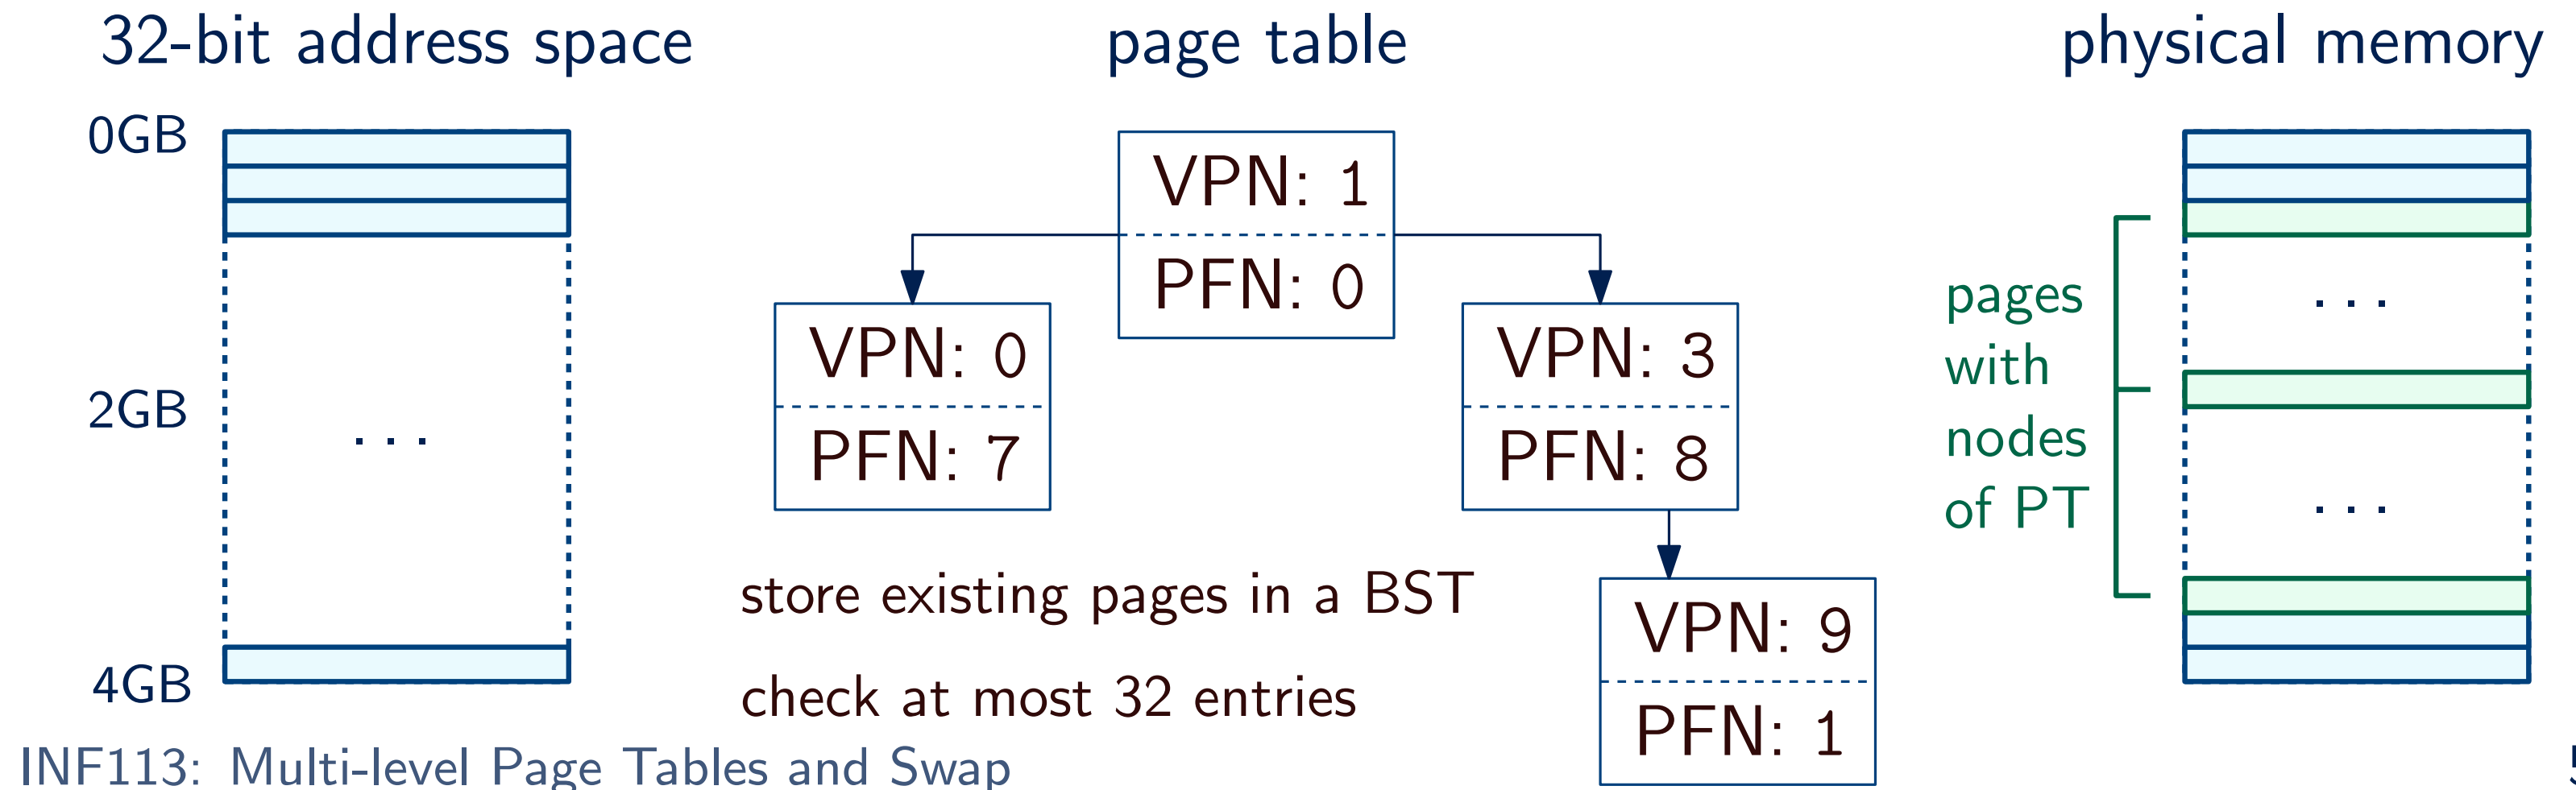 32-bit address space
page table
physical memory
0GB
2GB
4GB
...
VPN: 1
PFN: 0
VPN: 0
PFN: 7
VPN: 3
PFN: 8
VPN: 9
PFN: 1
store existing pages in a BST
check at most 32 entries
pages
with
nodes
of PT
...
...
INF113: Multi-level Page Tables and Swap